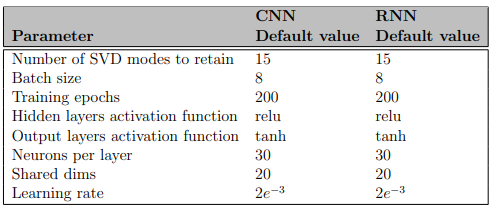 CNN RNN
Parameter Default value Default value
Number of SVD modes to retain 15 15
Batch size 8 8
Training epochs 200 200
Hidden layers activation function relu relu
Output layers activation function tanh tanh
Neurons per layer 30 30
Shared dims 20 20
Learning rate 2e⁻³ 2e⁻³